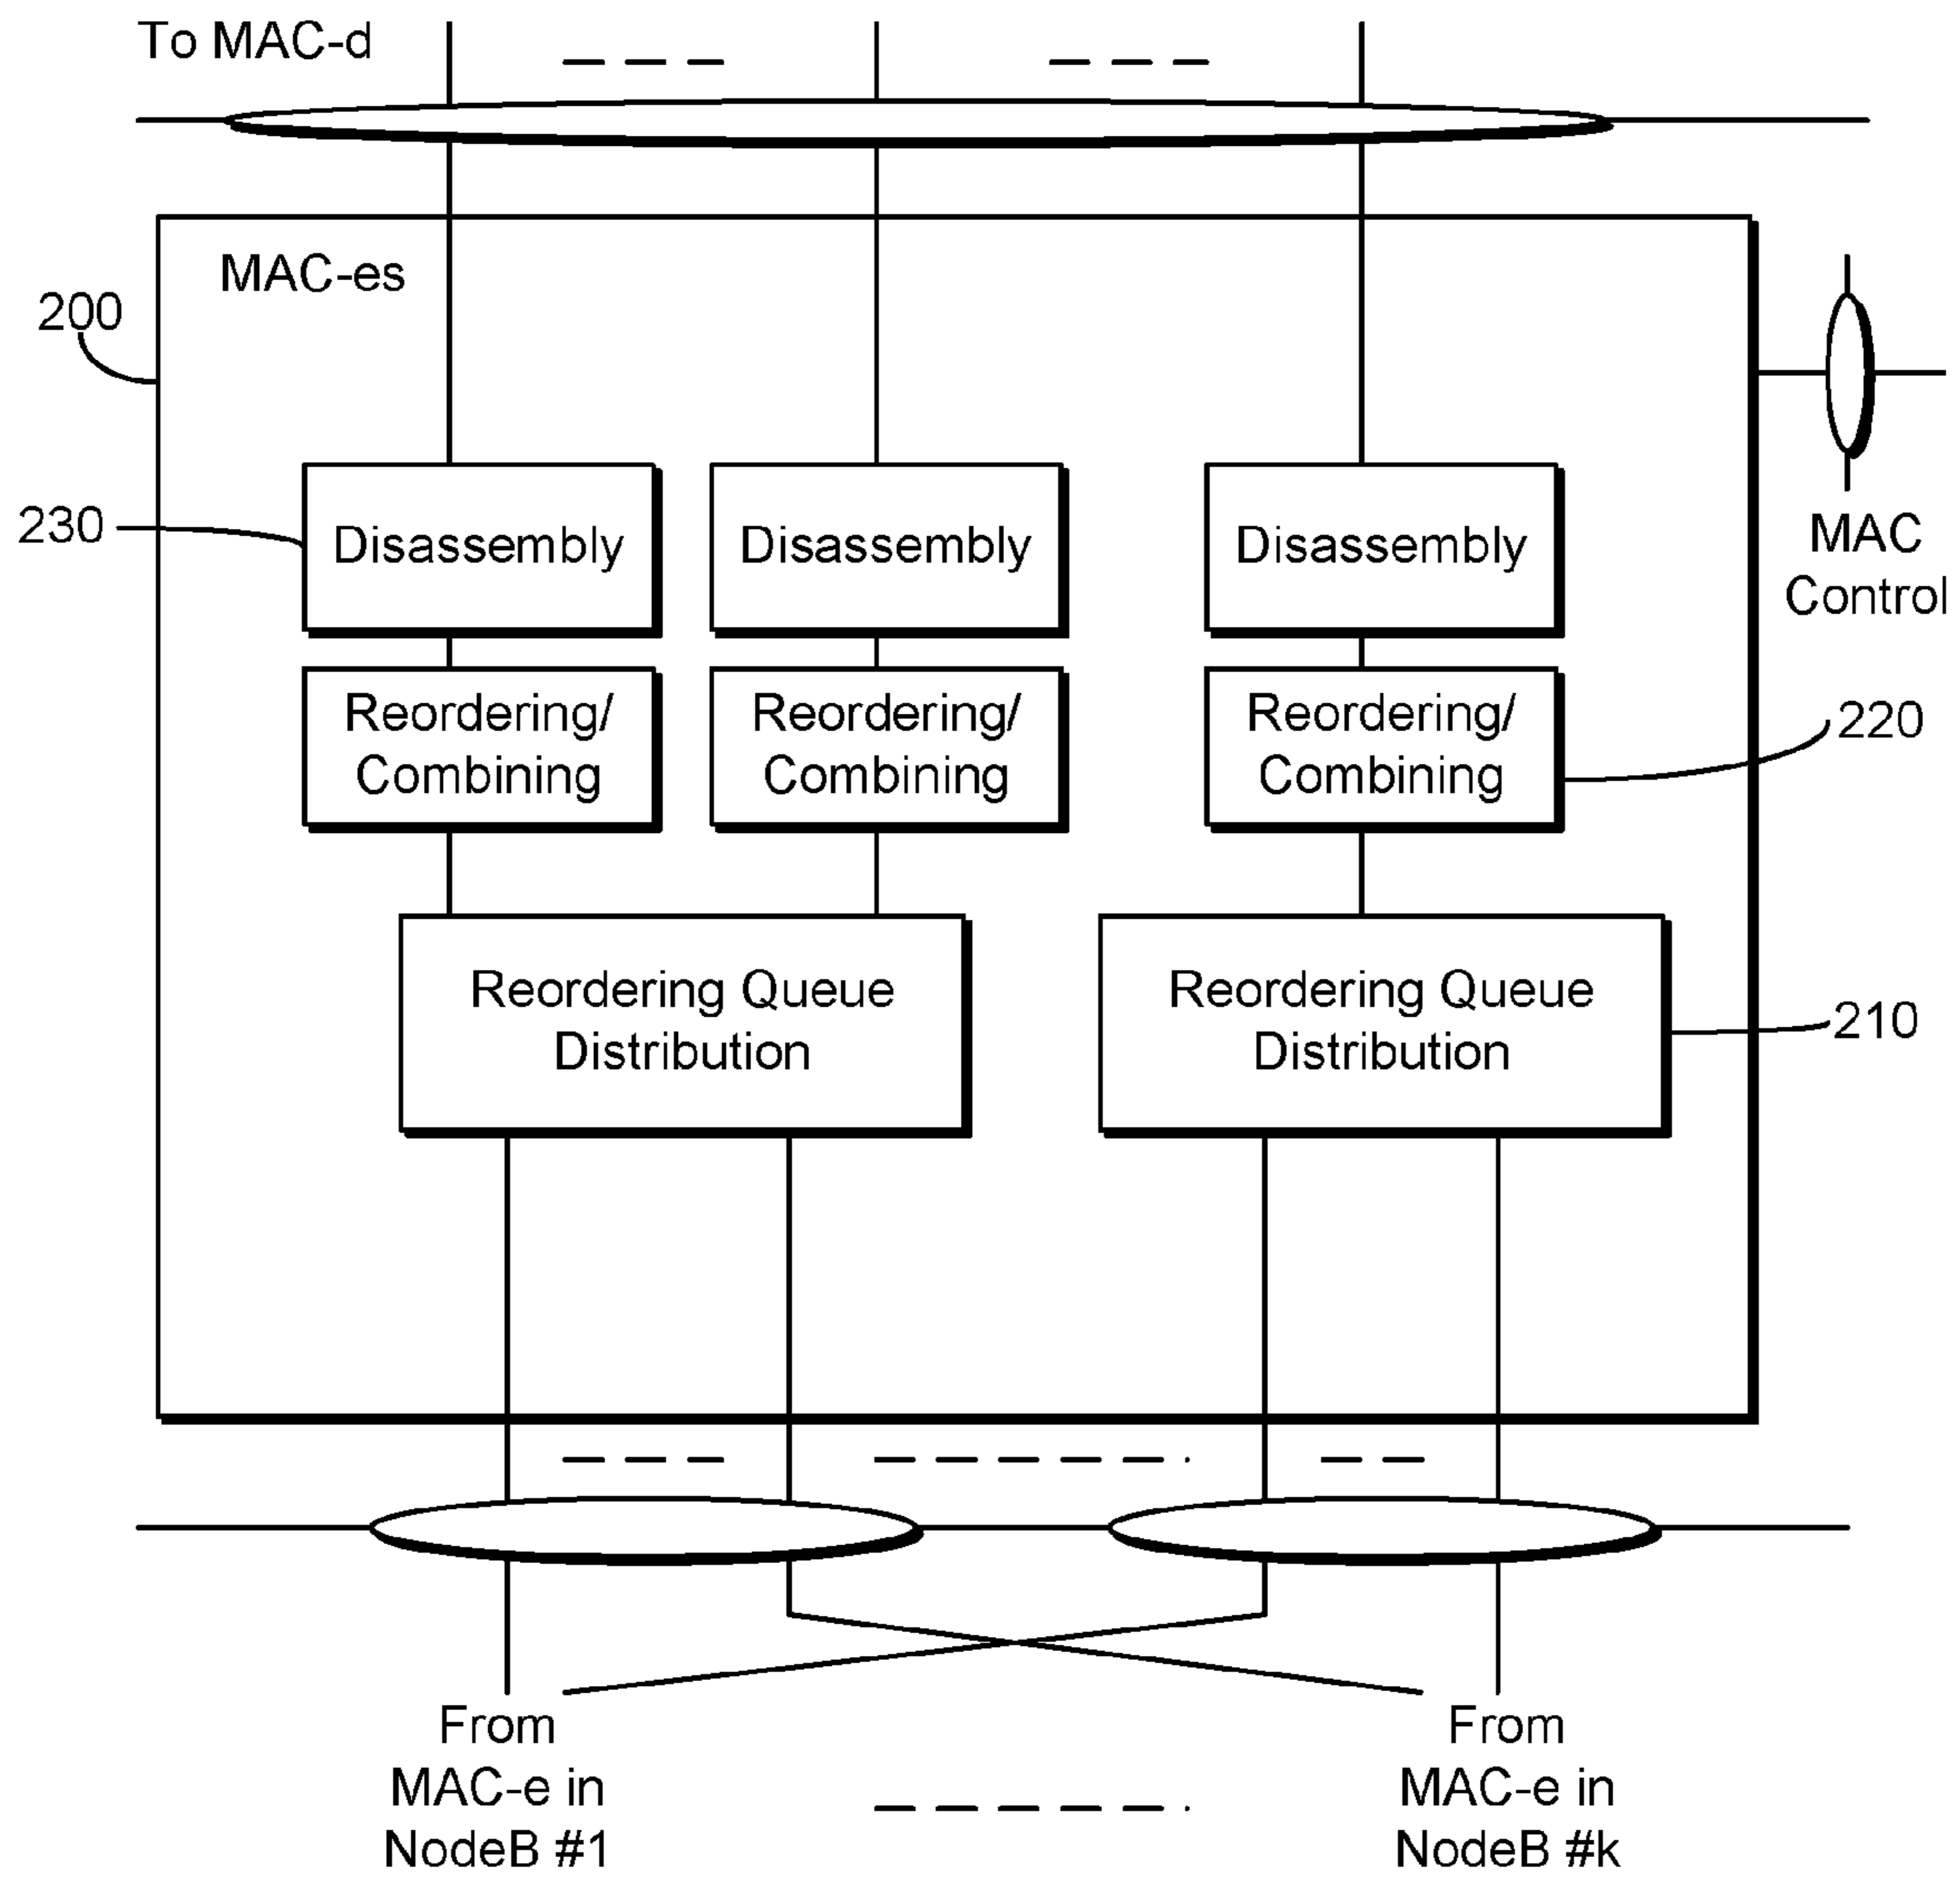 To MAC-d
MAC-es
200
230
Disassembly
Disassembly
Disassembly
MAC
Control
Reordering/
Combining
Reordering/
Combining
Reordering/
Combining
220
Reordering Queue
Distribution
Reordering Queue
Distribution
210
From
MAC-e in
NodeB #1
From
MAC-e in
NodeB #k